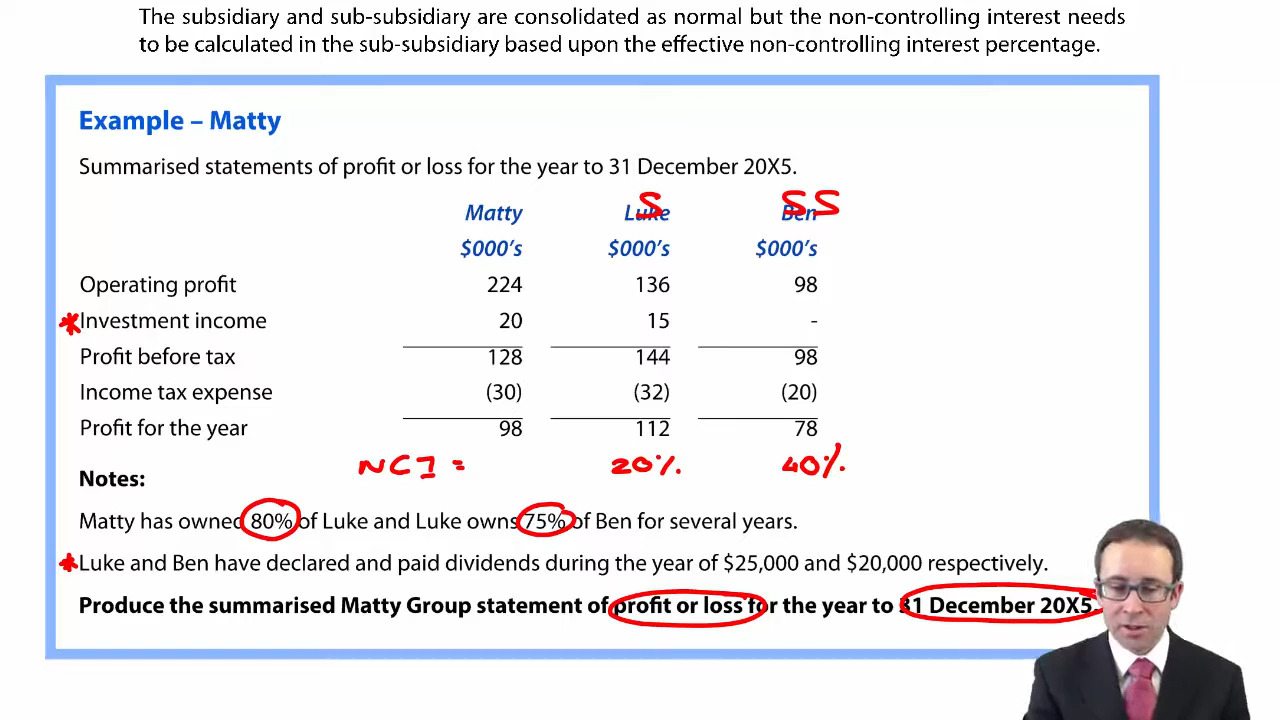 The subsidiary and sub-subsidiary are consolidated as normal but the non-controlling interest needs
to be calculated in the sub-subsidiary based upon the effective non-controlling interest percentage.
Example – Matty
Summarised statements of profit or loss for the year to 31 December 20X5.
S SS
Matty Luke Ben
$000's $000's $000's
Operating profit 224 136 98
* Investment income 20 15 -
Profit before tax 128 144 98
Income tax expense (30) (32) (20)
Profit for the year 98 112 78
NCI = 20% 40%
Notes:
Matty has owned 80% of Luke and Luke owns 75% of Ben for several years.
* Luke and Ben have declared and paid dividends during the year of $25,000 and $20,000 respectively.
Produce the summarised Matty Group statement of profit or loss for the year to 31 December 20X5.